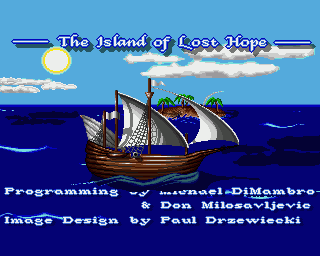 The Island of Lost Hope
Programming by Michael DiMambro
& Don Milosavljevic
Image Design by Paul Drzewiecki